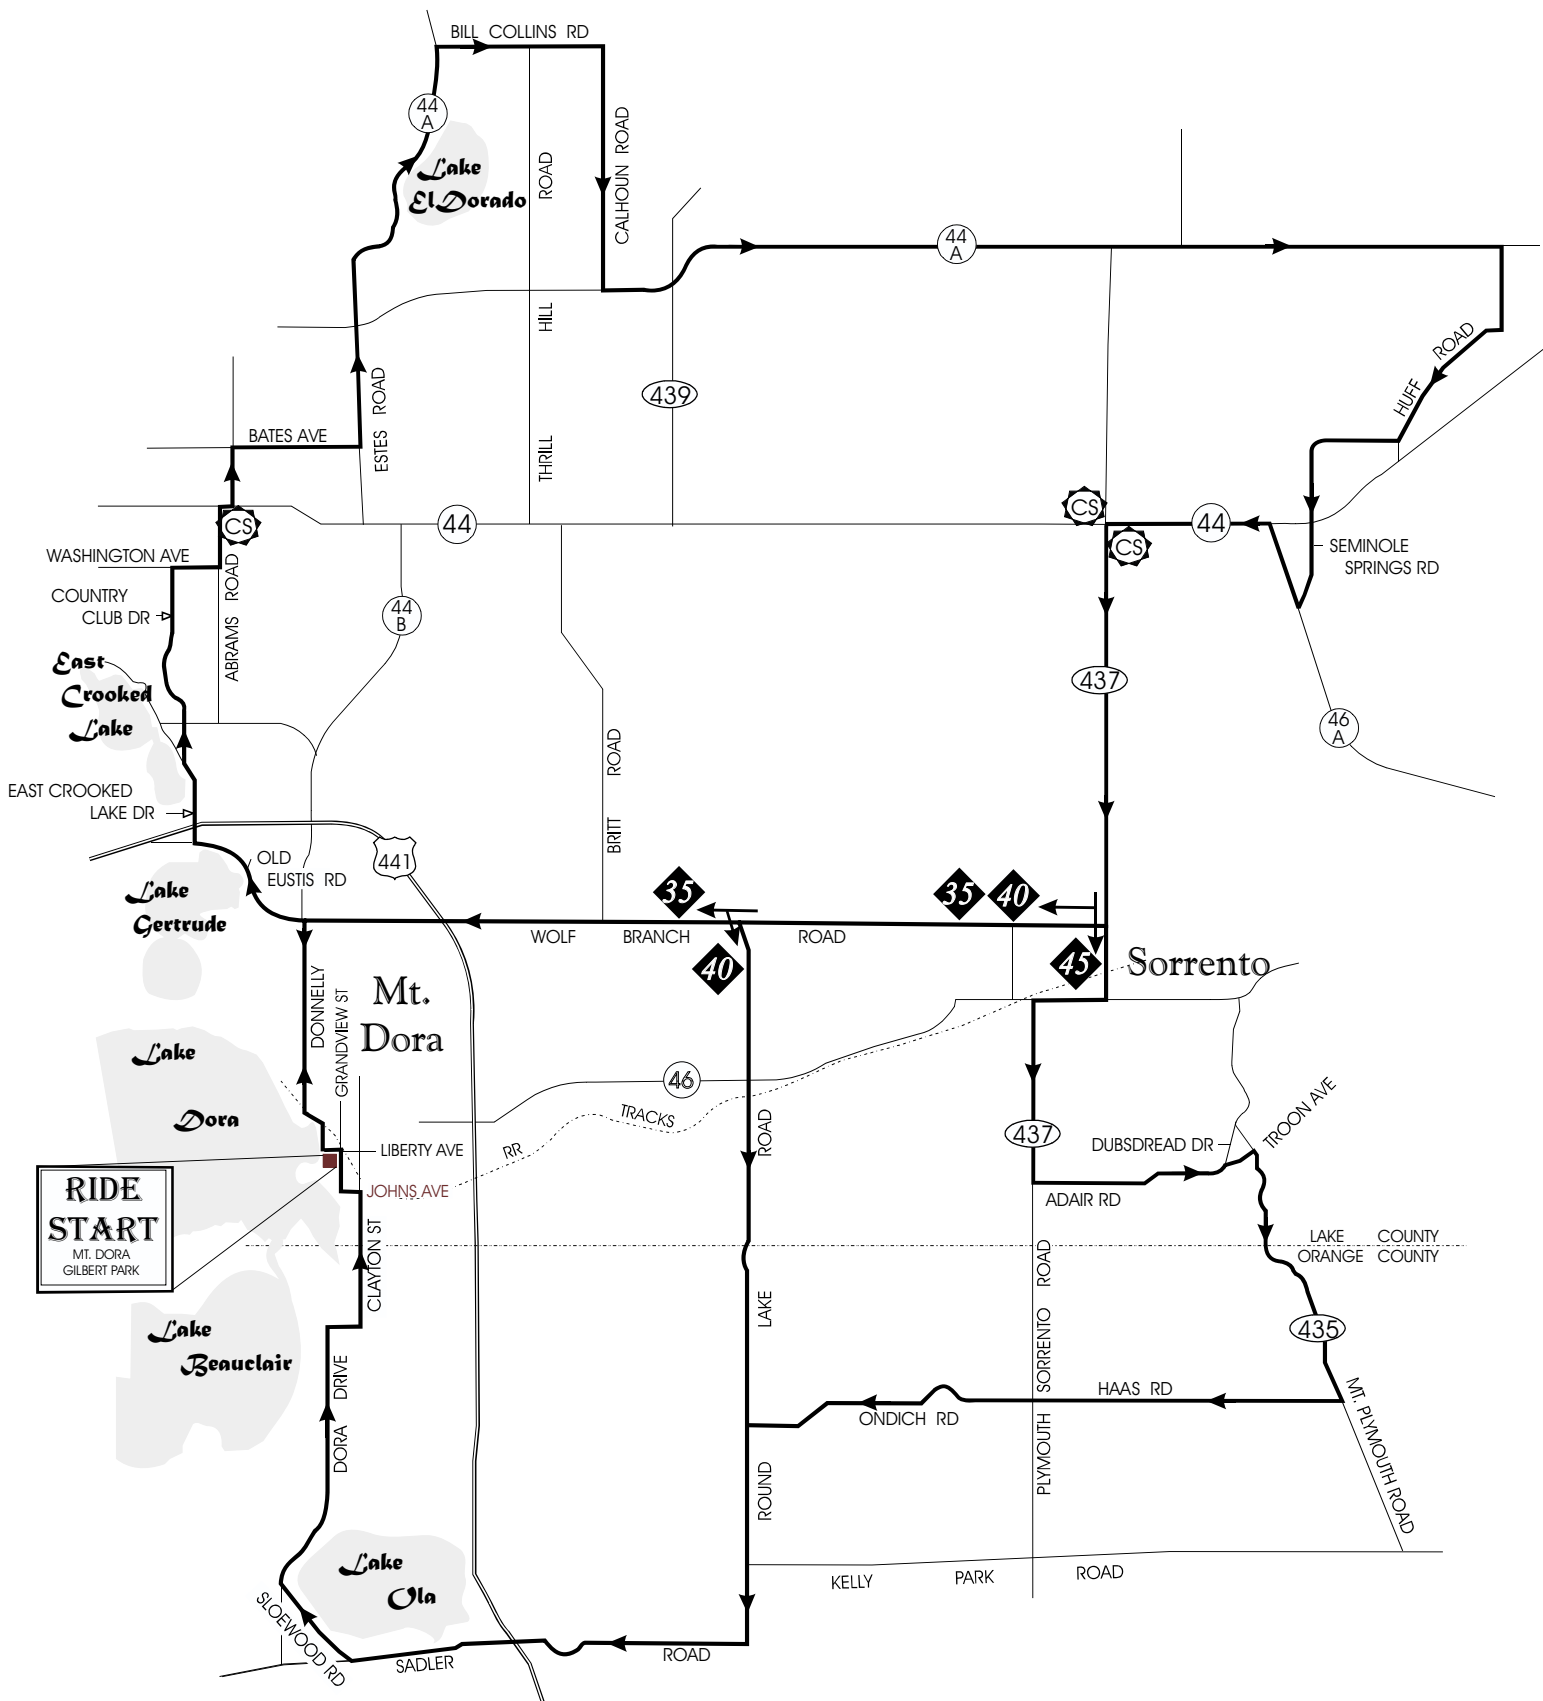 BILL COLLINS RD
44
A
Lake
El Dorado
ROAD
CALHOUN ROAD
44
A
HILL
ROAD
HUFF
ESTES ROAD
439
BATES AVE
THRILL
CS
44
CS
44
CS
WASHINGTON AVE
SEMINOLE
SPRINGS RD
COUNTRY
CLUB DR
ABRAMS ROAD
44
B
East
Crooked
Lake
437
46
A
ROAD
EAST CROOKED
LAKE DR
BRITT
OLD
EUSTIS RD
441
Lake
Gertrude
35
35
40
WOLF BRANCH ROAD
40
45
Sorrento
DONNELLY
GRANDVIEW ST
Mt.
Dora
Lake
Dora
46
TRACKS
RR
ROAD
437
DUBSDREAD DR
TROON AVE
LIBERTY AVE
JOHNS AVE
ADAIR RD
RIDE
START
MT. DORA
GILBERT PARK
CLAYTON ST
LAKE COUNTY
ORANGE COUNTY
Lake
Beauclair
LAKE
PLYMOUTH SORRENTO ROAD
435
DORA DRIVE
HAAS RD
ONDICH RD
MT. PLYMOUTH ROAD
ROUND
Lake
Ola
KELLY PARK ROAD
SLOEWOOD RD
SADLER ROAD